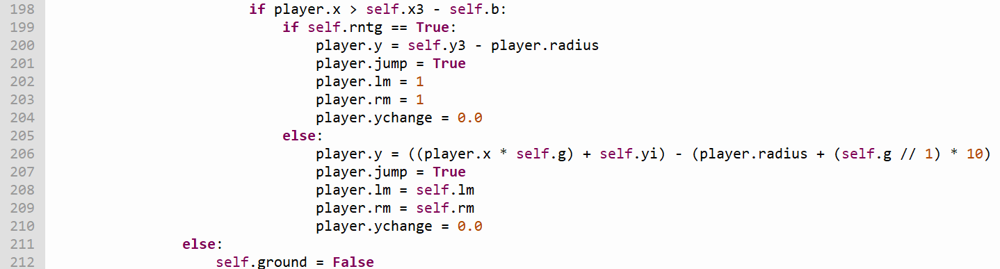 198 if player.x > self.x3 - self.b:
199 if self.rntg == True:
200 player.y = self.y3 - player.radius
201 player.jump = True
202 player.lm = 1
203 player.rm = 1
204 player.ychange = 0.0
205 else:
206 player.y = ((player.x * self.g) + self.yi) - (player.radius + (self.g // 1) * 10)
207 player.jump = True
208 player.lm = self.lm
209 player.rm = self.rm
210 player.ychange = 0.0
211 else:
212 self.ground = False